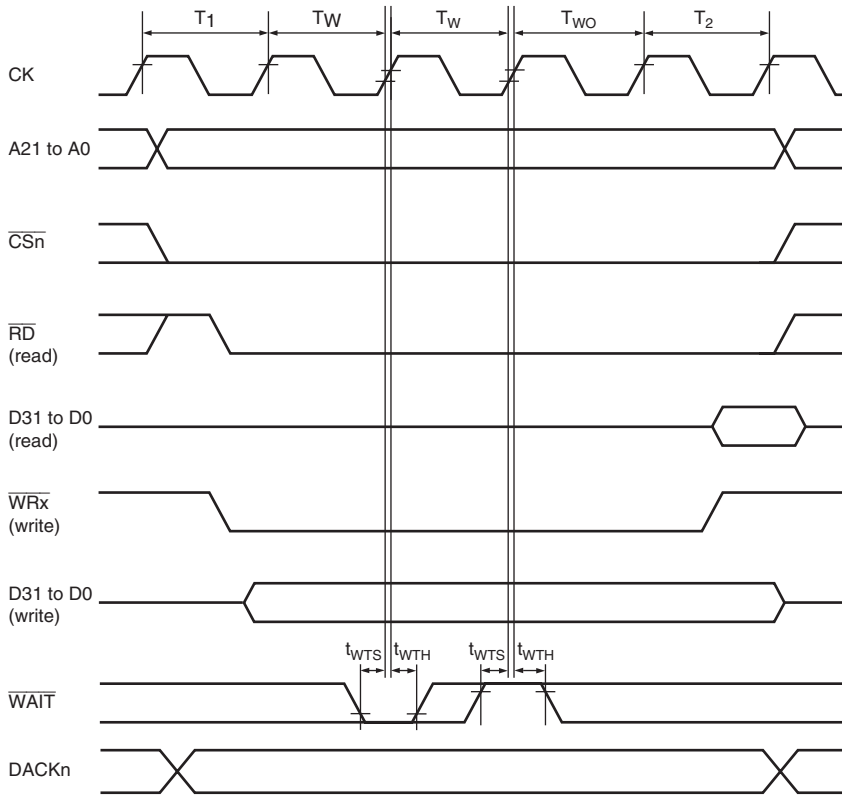 T1 TW TW TWO T2
CK
A21 to A0
CSn
RD
(read)
D31 to D0
(read)
WRx
(write)
D31 to D0
(write)
tWTS tWTH tWTS tWTH
WAIT
DACKn